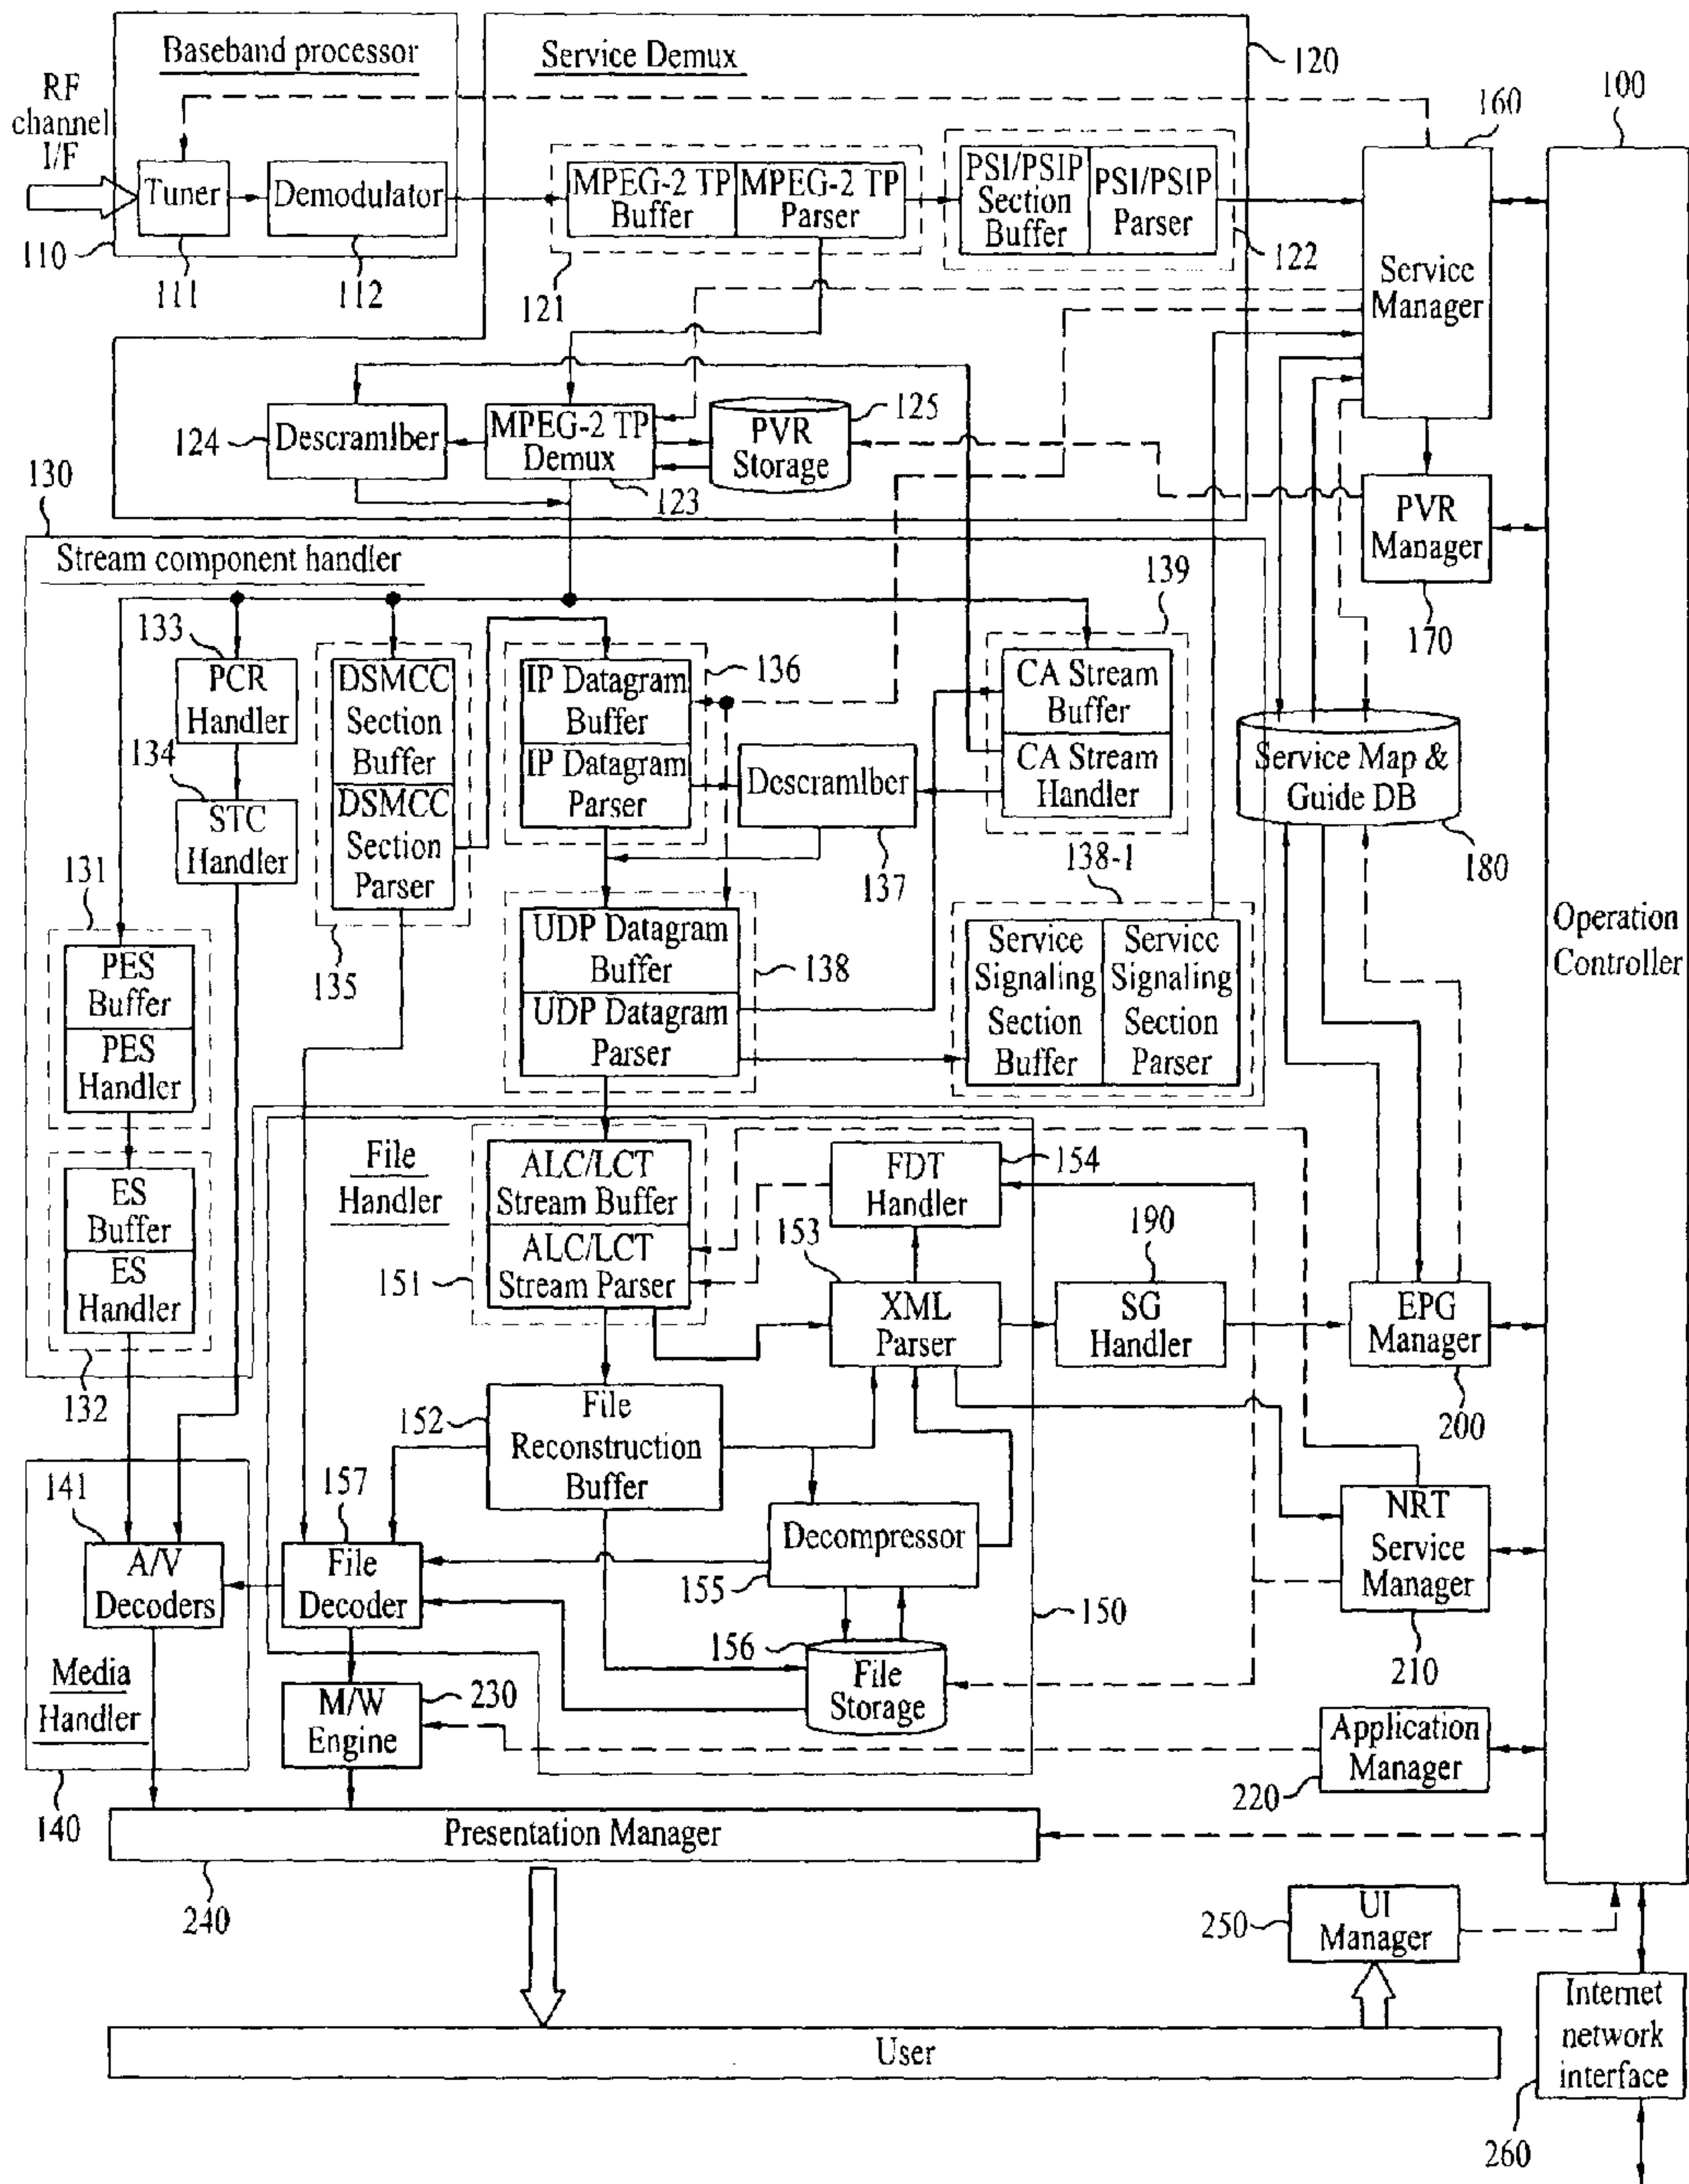 Baseband processor
Service Demux
120
RF
channel
I/F
160
100
Tuner
Demodulator
MPEG-2 TP
Buffer
MPEG-2 TP
Parser
PSI/PSIP
Section
Buffer
PSI/PSIP
Parser
110
111
112
121
122
Service
Manager
124
Descramlber
MPEG-2 TP
Demux
123
PVR
Storage
125
130
Stream component handler
PVR
Manager
170
139
133
PCR
Handler
134
STC
Handler
DSMCC
Section
Buffer
DSMCC
Section
Parser
135
IP Datagram
Buffer
IP Datagram
Parser
136
Descramlber
137
CA Stream
Buffer
CA Stream
Handler
138-1
Service Map &
Guide DB
180
Operation
Controller
131
PES
Buffer
PES
Handler
UDP Datagram
Buffer
UDP Datagram
Parser
138
Service
Signaling
Section
Buffer
Service
Signaling
Section
Parser
ES
Buffer
ES
Handler
132
File
Handler
ALC/LCT
Stream Buffer
ALC/LCT
Stream Parser
151
FDT
Handler
154
153
XML
Parser
190
SG
Handler
EPG
Manager
200
152
File
Reconstruction
Buffer
141
A/V
Decoders
157
File
Decoder
Decompressor
155
156
File
Storage
150
NRT
Service
Manager
210
Media
Handler
140
M/W
Engine
230
Application
Manager
220
Presentation Manager
240
250
UI
Manager
Internet
network
interface
260
User